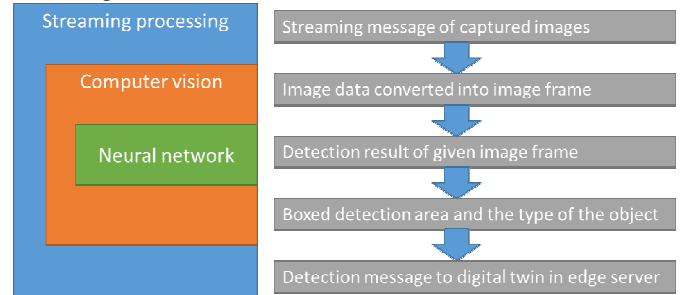 Streaming processing
Computer vision
Neural network
Streaming message of captured images
Image data converted into image frame
Detection result of given image frame
Boxed detection area and the type of the object
Detection message to digital twin in edge server